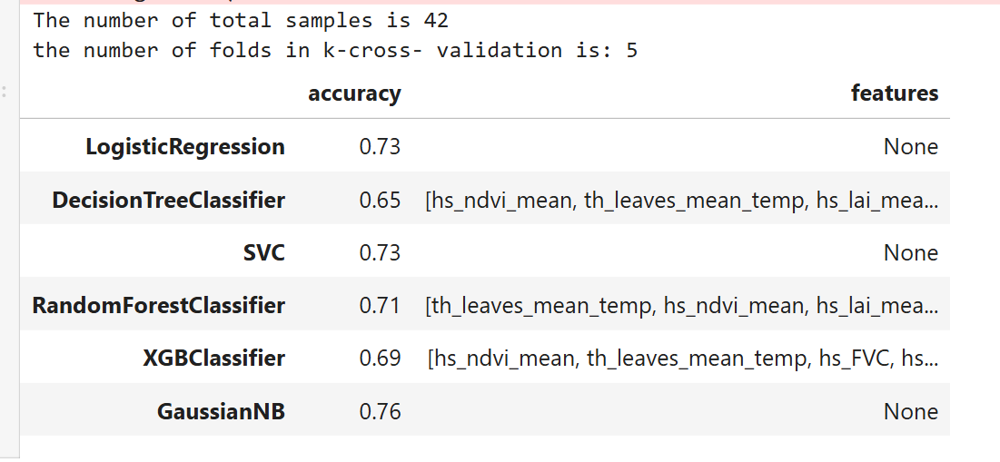 The number of total samples is 42
the number of folds in k-cross- validation is: 5
accuracy features
LogisticRegression 0.73 None
DecisionTreeClassifier 0.65 [hs_ndvi_mean, th_leaves_mean_temp, hs_lai_mea...
SVC 0.73 None
RandomForestClassifier 0.71 [th_leaves_mean_temp, hs_ndvi_mean, hs_lai_mea...
XGBClassifier 0.69 [hs_ndvi_mean, th_leaves_mean_temp, hs_FVC, hs...
GaussianNB 0.76 None